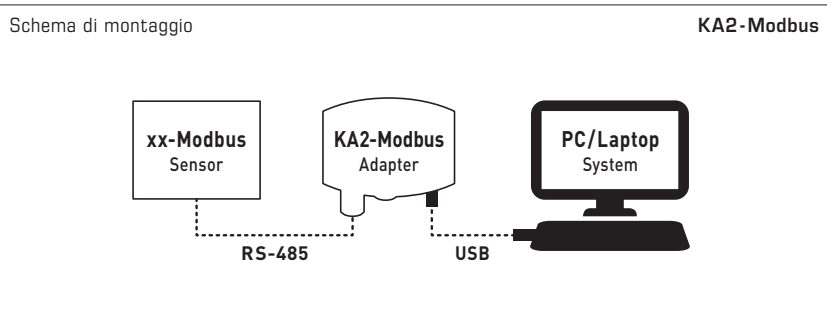 Schema di montaggio
KA2-Modbus
xx-Modbus
Sensor
KA2-Modbus
Adapter
PC/Laptop
System
RS-485
USB